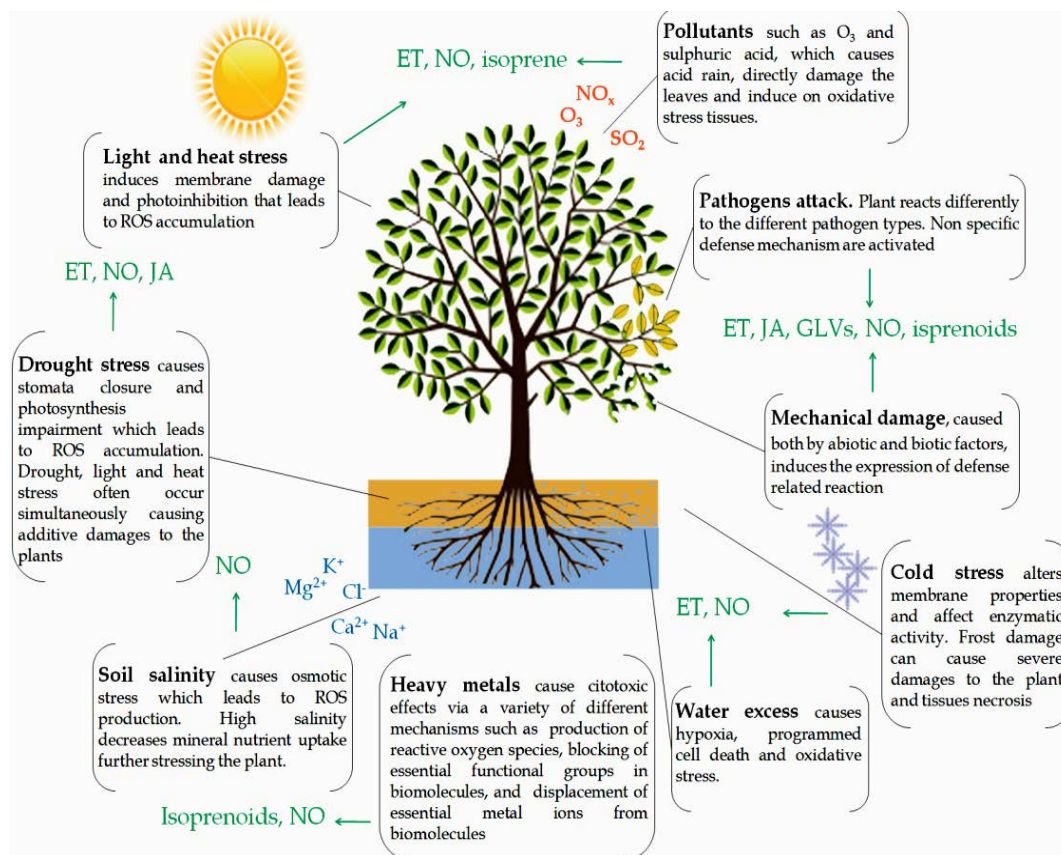 Pollutants such as O₃ and
sulphuric acid, which causes
acid rain, directly damage the
leaves and induce on oxidative
stress tissues.
ET, NO, isoprene
NOₓ
O₃
SO₂
Light and heat stress
induces membrane damage
and photoinhibition that leads
to ROS accumulation
Pathogens attack. Plant reacts differently
to the different pathogen types. Non specific
defense mechanism are activated
ET, NO, JA
ET, JA, GLVs, NO, isprenoids
Drought stress causes
stomata closure and
photosynthesis
impairment which leads
to ROS accumulation.
Drought, light and heat
stress often occur
simultaneously causing
additive damages to the
plants
Mechanical damage, caused
both by abiotic and biotic factors,
induces the expression of defense
related reaction
NO
K⁺
Mg²⁺ Cl⁻
Ca²⁺ Na⁺
ET, NO
Cold stress alters
membrane properties
and affect enzymatic
activity. Frost damage
can cause severe
damages to the plant
and tissues necrosis
Soil salinity causes osmotic
stress which leads to ROS
production. High salinity
decreases mineral nutrient uptake
further stressing the plant.
Heavy metals cause citotoxic
effects via a variety of different
mechanisms such as production of
reactive oxygen species, blocking of
essential functional groups in
biomolecules, and displacement of
essential metal ions from
biomolecules
Water excess causes
hypoxia, programmed
cell death and oxidative
stress.
Isoprenoids, NO